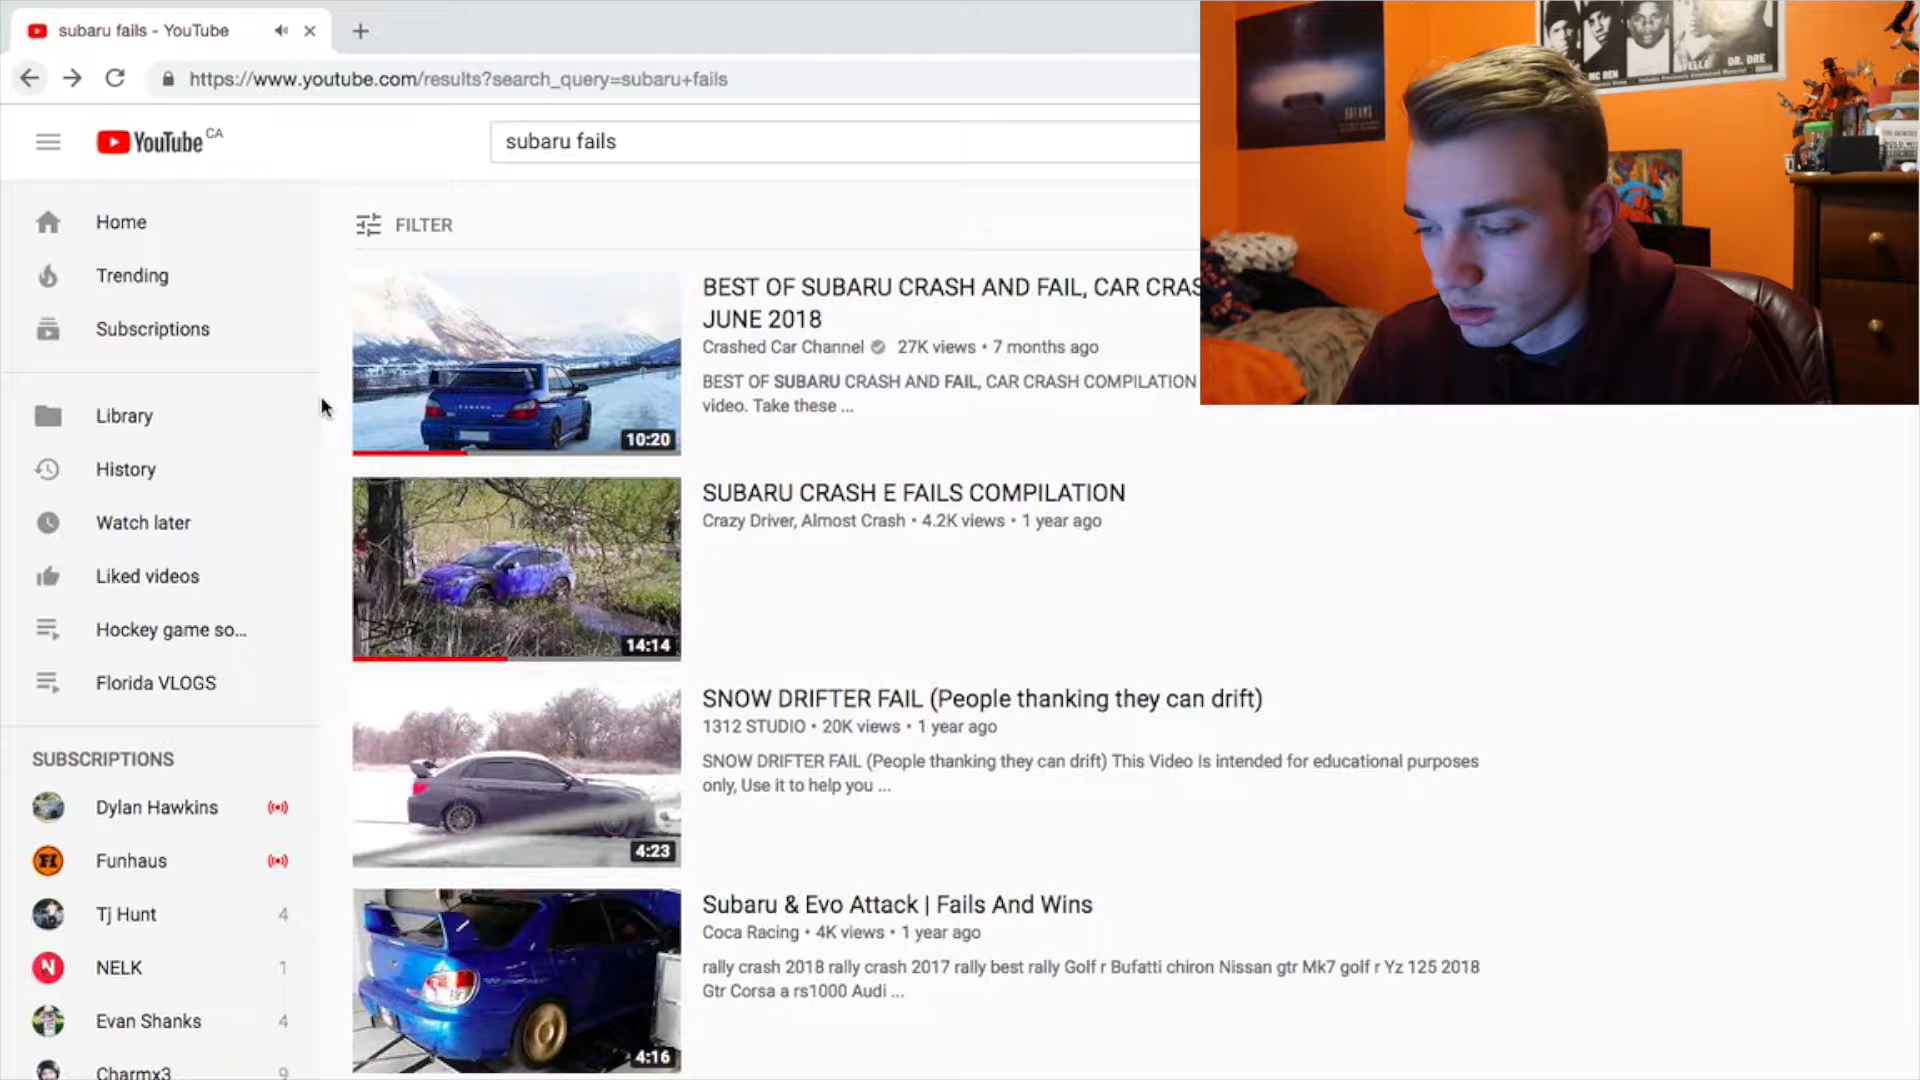 subaru fails - YouTube
https://www.youtube.com/results?search_query=subaru+fails
YouTube CA
subaru fails
Home
Trending
Subscriptions
Library
History
Watch later
Liked videos
Hockey game so...
Florida VLOGS
SUBSCRIPTIONS
Dylan Hawkins
Funhaus
Tj Hunt 4
NELK 1
Evan Shanks 4
Charmx3 9
FILTER
BEST OF SUBARU CRASH AND FAIL, CAR CRAS
JUNE 2018
Crashed Car Channel 27K views • 7 months ago
BEST OF SUBARU CRASH AND FAIL, CAR CRASH COMPILATION
video. Take these ...
10:20
SUBARU CRASH E FAILS COMPILATION
Crazy Driver, Almost Crash • 4.2K views • 1 year ago
14:14
SNOW DRIFTER FAIL (People thanking they can drift)
1312 STUDIO • 20K views • 1 year ago
SNOW DRIFTER FAIL (People thanking they can drift) This Video Is intended for educational purposes
only, Use it to help you ...
4:23
Subaru & Evo Attack | Fails And Wins
Coca Racing • 4K views • 1 year ago
rally crash 2018 rally crash 2017 rally best rally Golf r Bufatti chiron Nissan gtr Mk7 golf r Yz 125 2018
Gtr Corsa a rs1000 Audi ...
4:16
MC REN
DR. DRE